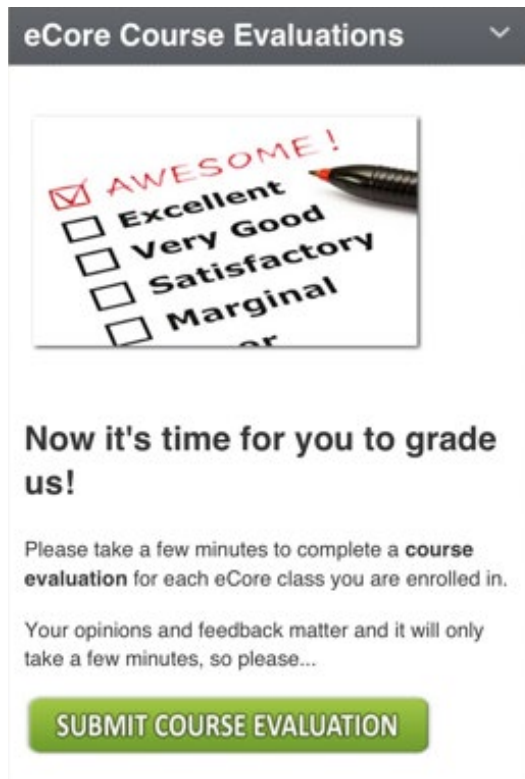 eCore Course Evaluations
AWESOME!
Excellent
Very Good
Satisfactory
Marginal
Now it's time for you to grade
us!
Please take a few minutes to complete a course
evaluation for each eCore class you are enrolled in.
Your opinions and feedback matter and it will only
take a few minutes, so please...
SUBMIT COURSE EVALUATION